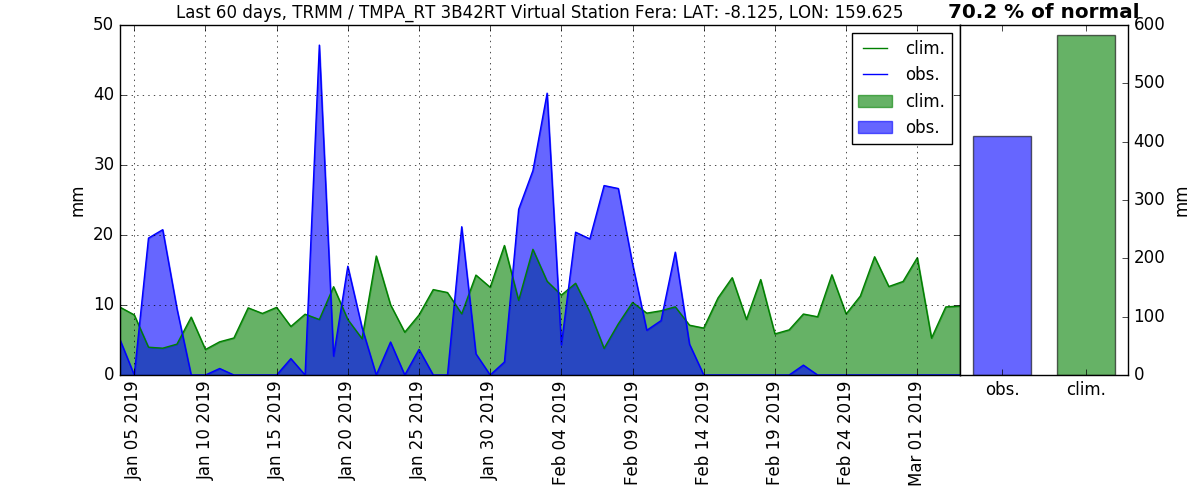 Last 60 days, TRMM / TMPA_RT 3B42RT Virtual Station Fera: LAT: -8.125, LON: 159.625
70.2 % of normal
50
40
30
20
10
0
mm
clim.
obs.
clim.
obs.
600
500
400
300
200
100
0
mm
obs.
clim.
Jan 05 2019
Jan 10 2019
Jan 15 2019
Jan 20 2019
Jan 25 2019
Jan 30 2019
Feb 04 2019
Feb 09 2019
Feb 14 2019
Feb 19 2019
Feb 24 2019
Mar 01 2019